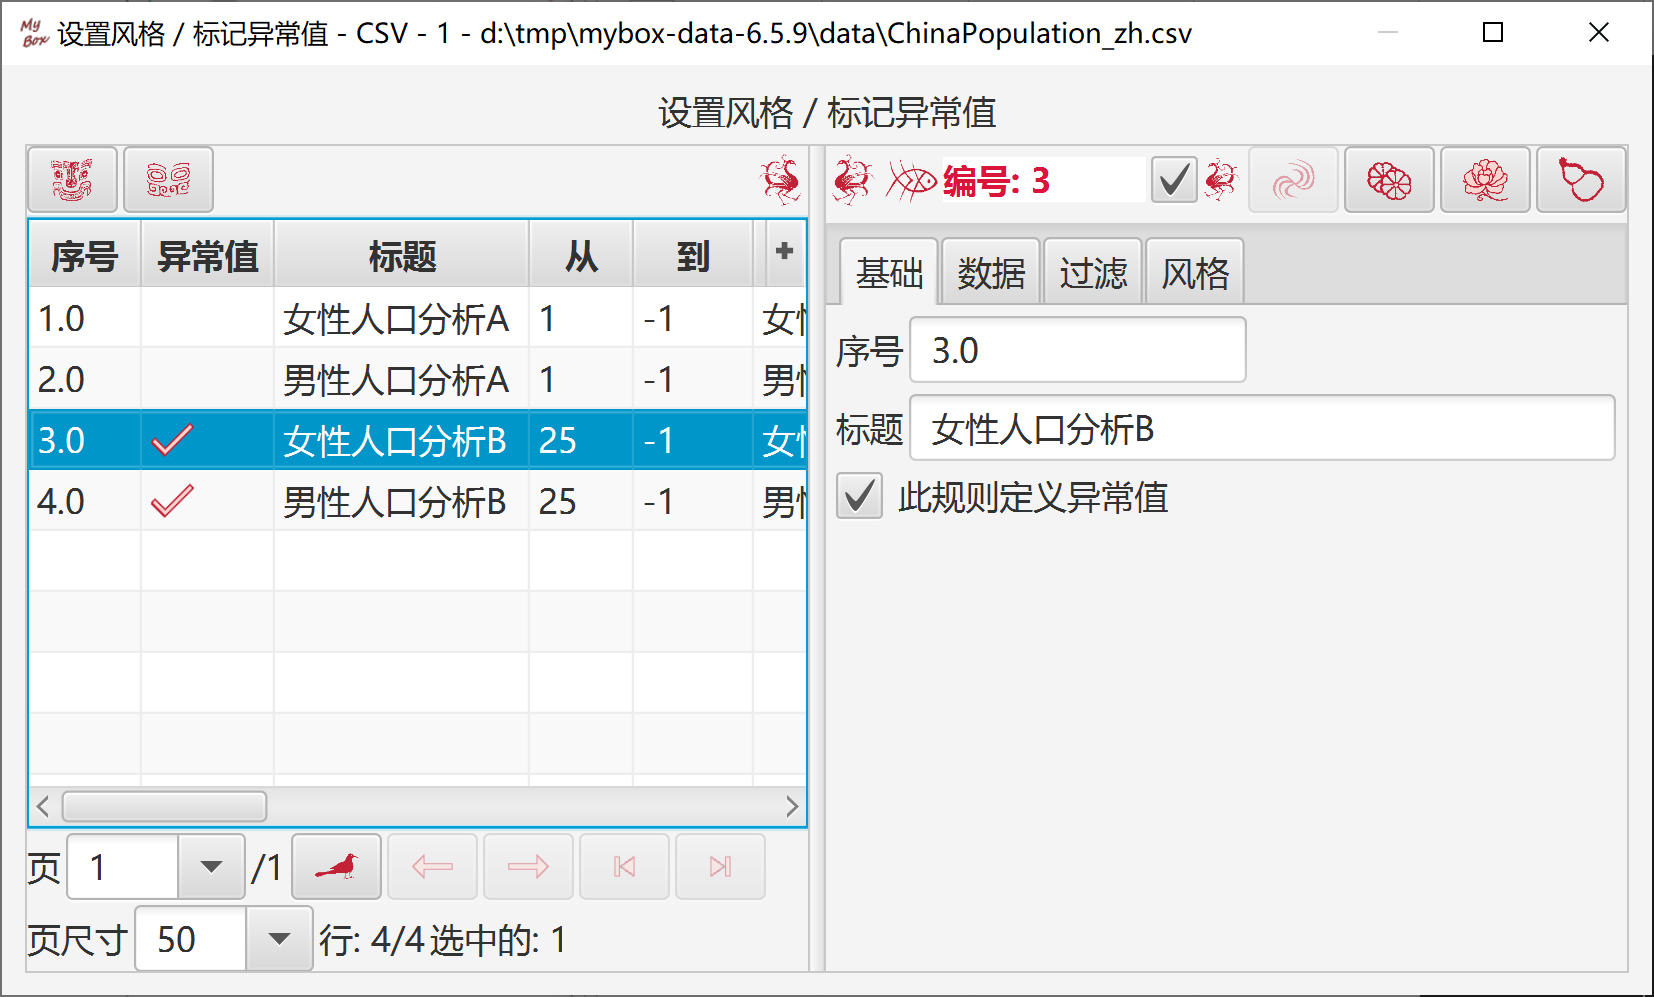 My Box 设置风格 / 标记异常值 - CSV - 1 - d:\tmp\mybox-data-6.5.9\data\ChinaPopulation_zh.csv
设置风格 / 标记异常值
编号: 3
序号 异常值 标题 从 到 +
1.0 女性人口分析A 1 -1 女
2.0 男性人口分析A 1 -1 男
3.0 女性人口分析B 25 -1 女
4.0 男性人口分析B 25 -1 男
页 1 /1
页尺寸 50 行: 4/4 选中的: 1
基础 数据 过滤 风格
序号 3.0
标题 女性人口分析B
此规则定义异常值